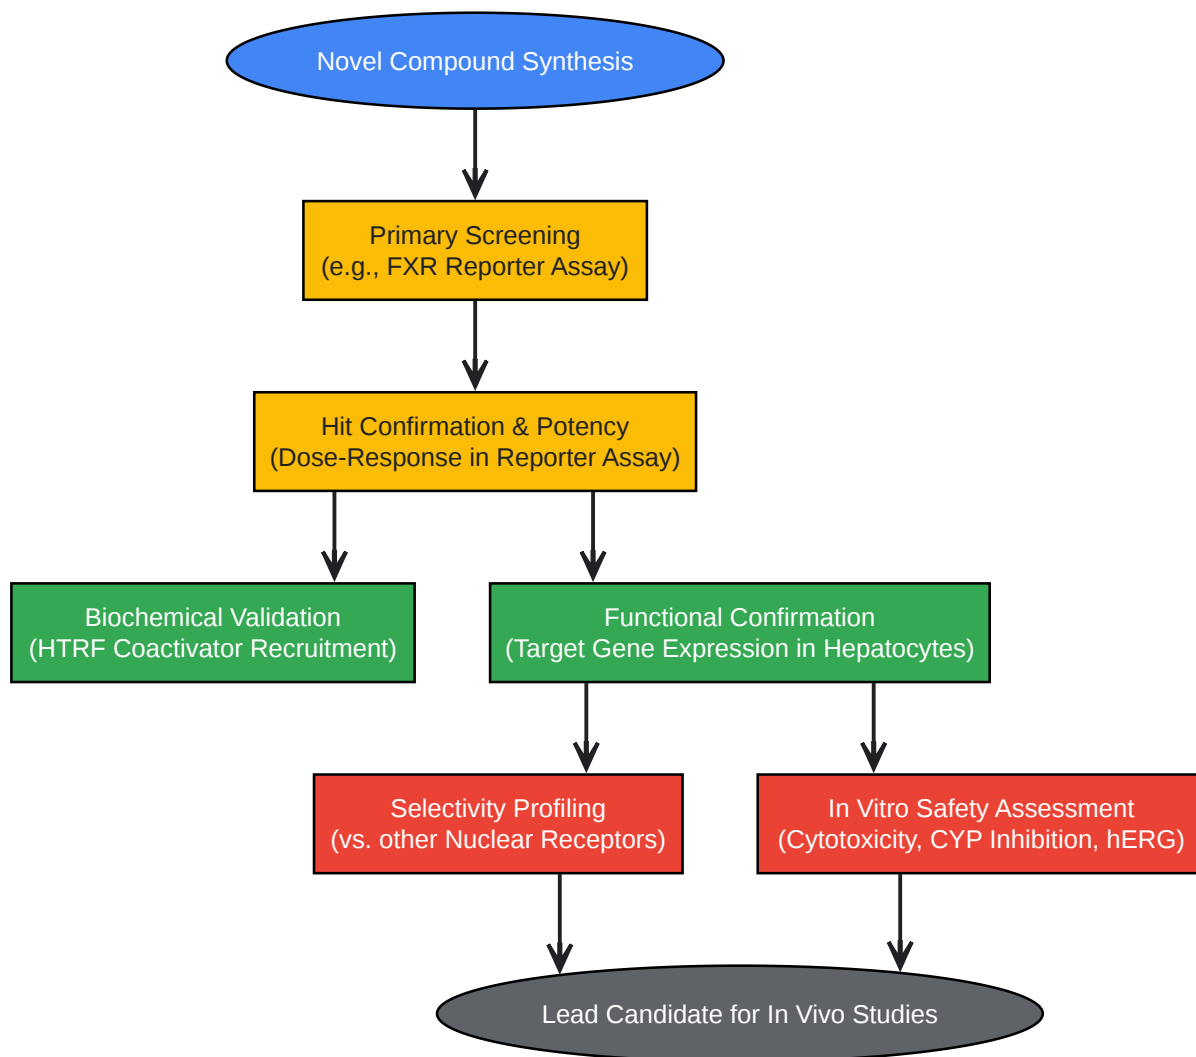 Novel Compound Synthesis
Primary Screening
(e.g., FXR Reporter Assay)
Hit Confirmation & Potency
(Dose-Response in Reporter Assay)
Biochemical Validation
(HTRF Coactivator Recruitment)
Functional Confirmation
(Target Gene Expression in Hepatocytes)
Selectivity Profiling
(vs. other Nuclear Receptors)
In Vitro Safety Assessment
(Cytotoxicity, CYP Inhibition, hERG)
Lead Candidate for In Vivo Studies